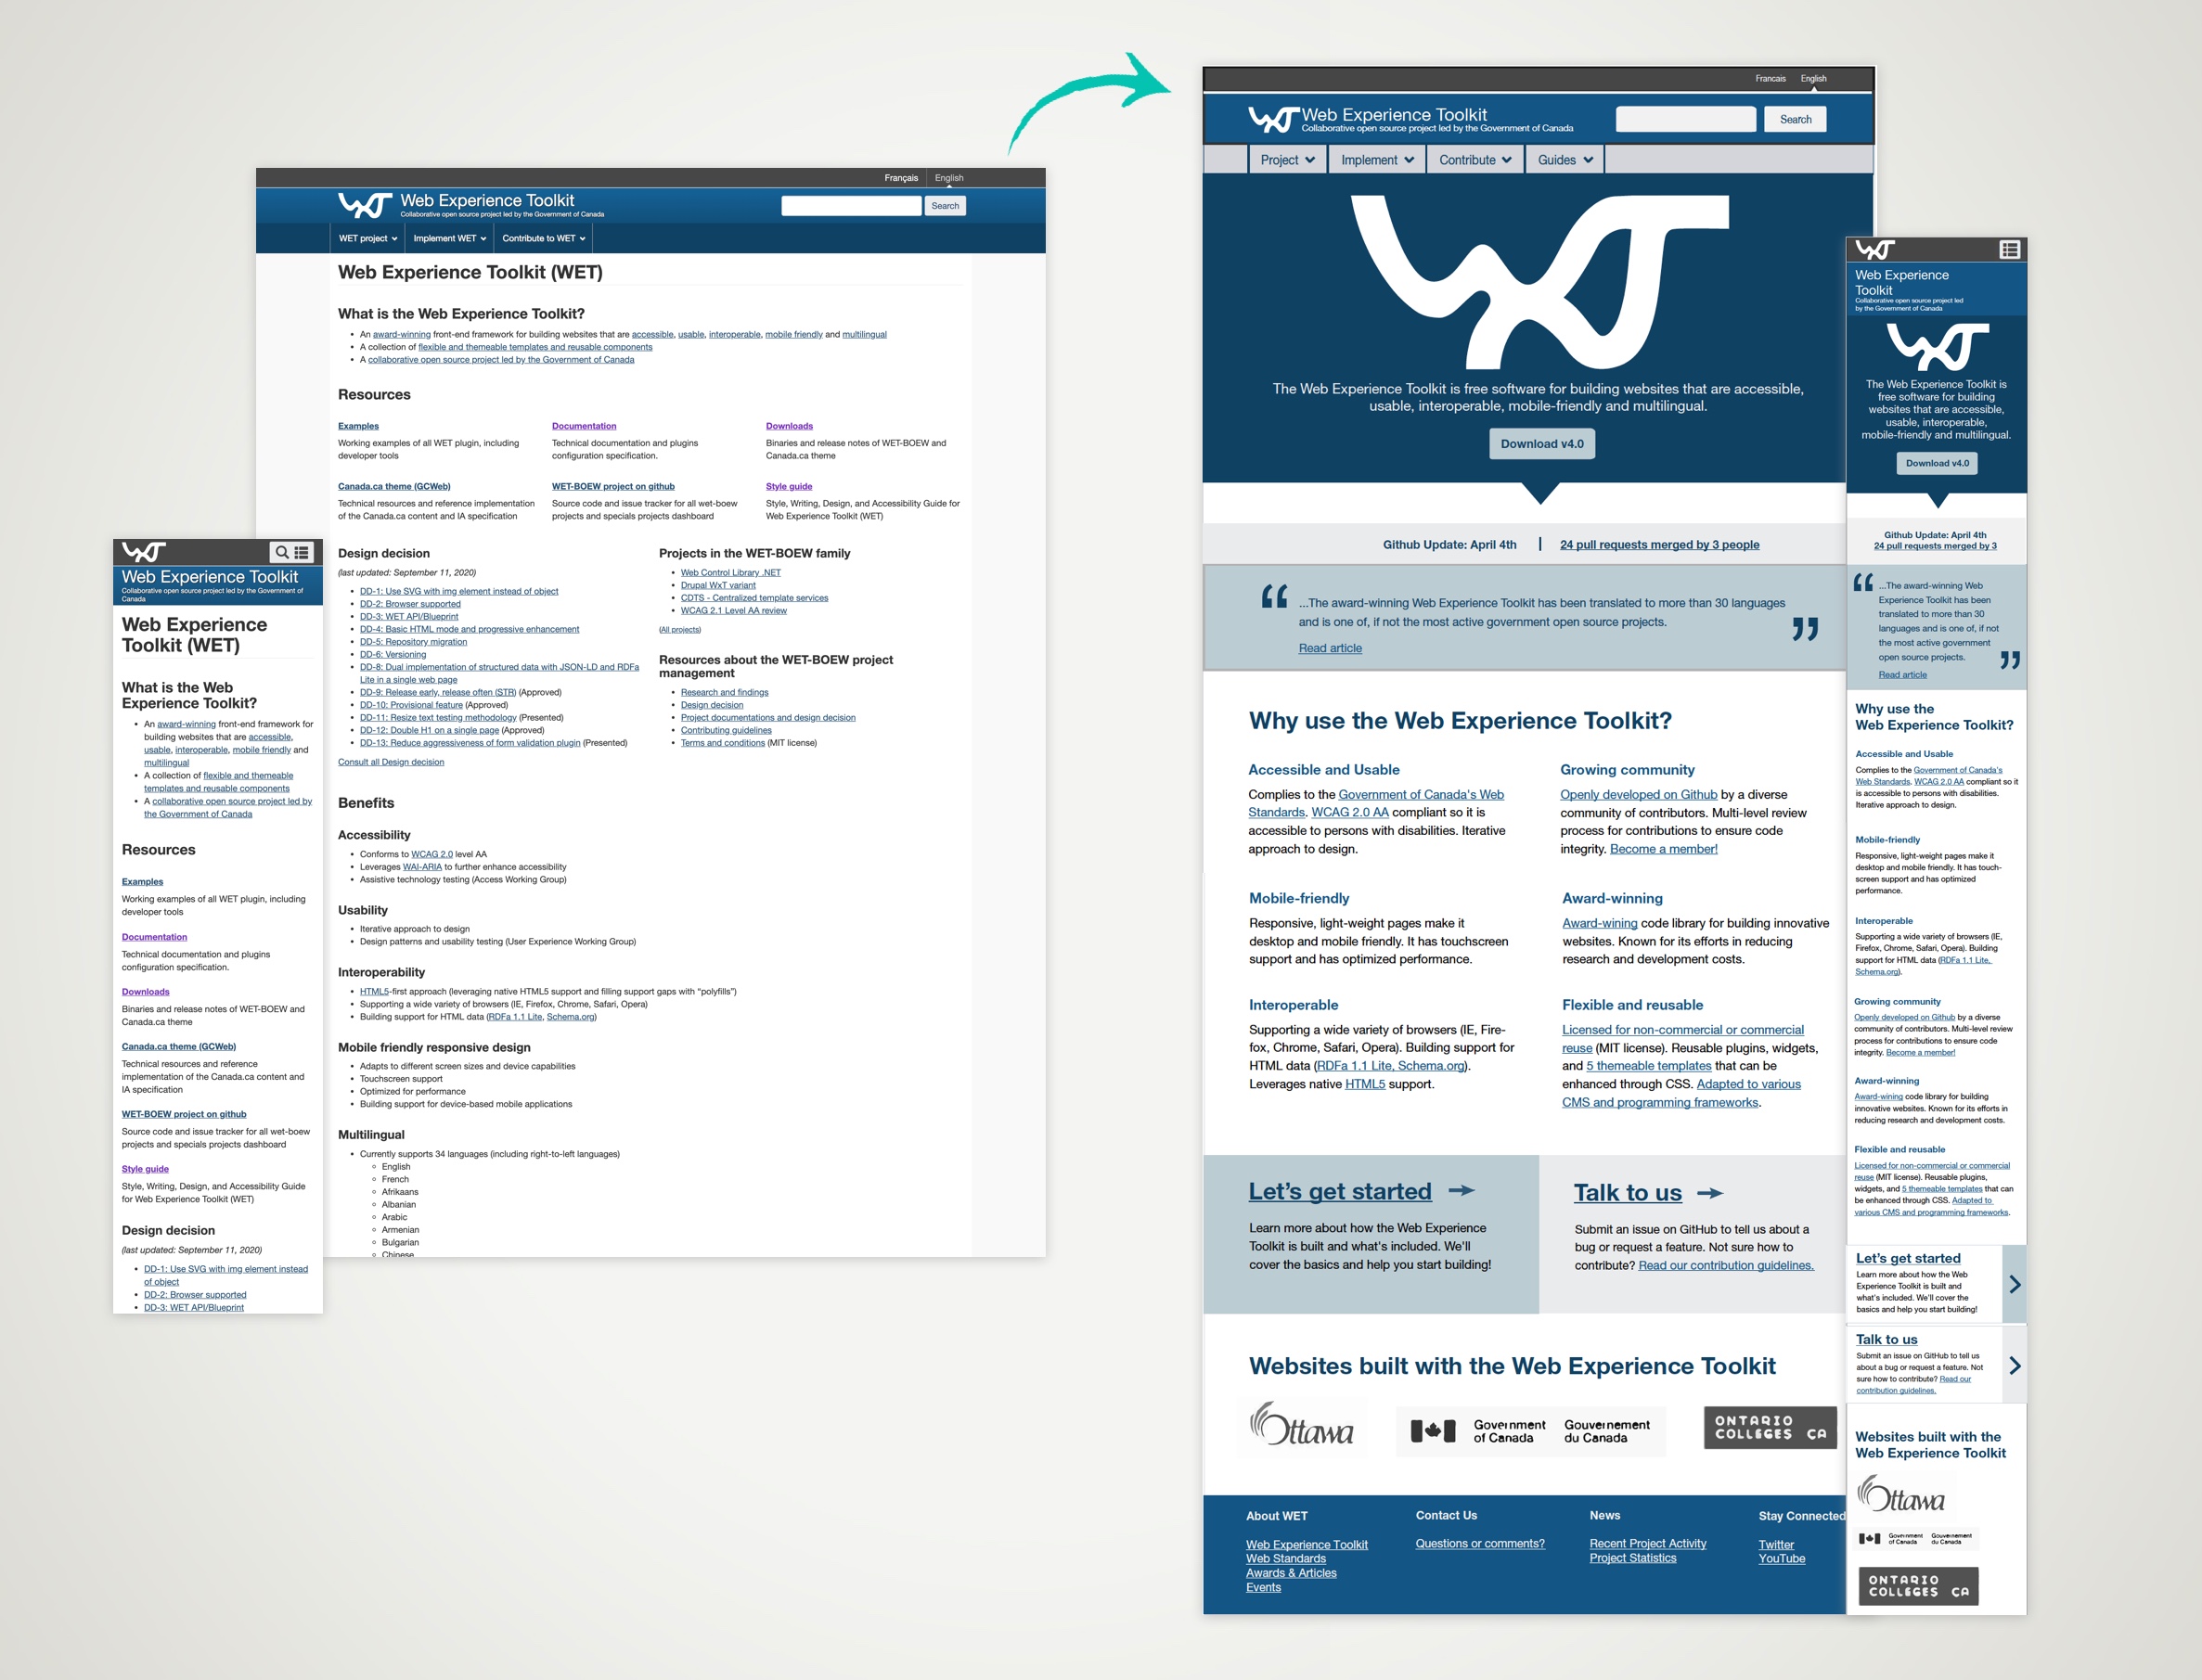 Français
English
Web Experience Toolkit
Collaborative open source project led by the Government of Canada
Search
WET project
Implement WET
Contribute to WET
Web Experience Toolkit (WET)
What is the Web Experience Toolkit?
• An award-winning front-end framework for building websites that are accessible, usable, interoperable, mobile friendly and multilingual
• A collection of flexible and themeable templates and reusable components
• A collaborative open source project led by the Government of Canada
Resources
Examples
Working examples of all WET plugin, including
developer tools
Documentation
Technical documentation and plugins
configuration specification.
Downloads
Binaries and release notes of WET-BOEW and
Canada.ca theme
Canada.ca theme (GCWeb)
Technical resources and reference implementation
of the Canada.ca content and IA specification
WET-BOEW project on github
Source code and issue tracker for all wet-boew
projects and specials projects dashboard
Style guide
Style, Writing, Design, and Accessibility Guide for
Web Experience Toolkit (WET)
Design decision
(last updated: September 11, 2020)
• DD-1: Use SVG with img element instead of object
• DD-2: Browser supported
• DD-3: WET API/Blueprint
• DD-4: Basic HTML mode and progressive enhancement
• DD-5: Repository migration
• DD-6: Versioning
• DD-8: Dual implementation of structured data with JSON-LD and RDFa
Lite in a single web page
• DD-9: Release early, release often (STR) (Approved)
• DD-10: Provisional feature (Approved)
• DD-11: Resize text testing methodology (Presented)
• DD-12: Double H1 on a single page (Approved)
• DD-13: Reduce aggressiveness of form validation plugin (Presented)
Consult all Design decision
Projects in the WET-BOEW family
• Web Control Library .NET
• Drupal WxT variant
• CDTS - Centralized template services
• WCAG 2.1 Level AA review
(All projects)
Resources about the WET-BOEW project
management
• Research and findings
• Design decision
• Project documentations and design decision
• Contributing guidelines
• Terms and conditions (MIT license)
Benefits
Accessibility
• Conforms to WCAG 2.0 level AA
• Leverages WAI-ARIA to further enhance accessibility
• Assistive technology testing (Access Working Group)
Usability
• Iterative approach to design
• Design patterns and usability testing (User Experience Working Group)
Interoperability
• HTML5-first approach (leveraging native HTML5 support and filling support gaps with “polyfills”)
• Supporting a wide variety of browsers (IE, Firefox, Chrome, Safari, Opera)
• Building support for HTML data (RDFa 1.1 Lite, Schema.org)
Mobile friendly responsive design
• Adapts to different screen sizes and device capabilities
• Touchscreen support
• Optimized for performance
• Building support for device-based mobile applications
Multilingual
• Currently supports 34 languages (including right-to-left languages)
English
French
Afrikaans
Albanian
Arabic
Armenian
Bulgarian
Chinese
Web Experience Toolkit
Collaborative open source project led by the Government of
Canada
Web Experience
Toolkit (WET)
What is the Web
Experience Toolkit?
• An award-winning front-end framework for
building websites that are accessible,
usable, interoperable, mobile friendly and
multilingual
• A collection of flexible and themeable
templates and reusable components
• A collaborative open source project led by
the Government of Canada
Resources
Examples
Working examples of all WET plugin, including
developer tools
Documentation
Technical documentation and plugins
configuration specification.
Downloads
Binaries and release notes of WET-BOEW and
Canada.ca theme
Canada.ca theme (GCWeb)
Technical resources and reference
implementation of the Canada.ca content and
IA specification
WET-BOEW project on github
Source code and issue tracker for all wet-boew
projects and specials projects dashboard
Style guide
Style, Writing, Design, and Accessibility Guide
for Web Experience Toolkit (WET)
Design decision
(last updated: September 11, 2020)
• DD-1: Use SVG with img element instead
of object
• DD-2: Browser supported
• DD-3: WET API/Blueprint
Francais
English
Web Experience Toolkit
Collaborative open source project led by the Government of Canada
Search
Project
Implement
Contribute
Guides
The Web Experience Toolkit is free software for building websites that are accessible,
usable, interoperable, mobile-friendly and multilingual.
Download v4.0
Github Update: April 4th | 24 pull requests merged by 3 people
“ ...The award-winning Web Experience Toolkit has been translated to more than 30 languages
and is one of, if not the most active government open source projects. ”
Read article
Why use the Web Experience Toolkit?
Accessible and Usable
Complies to the Government of Canada's Web
Standards. WCAG 2.0 AA compliant so it is
accessible to persons with disabilities. Iterative
approach to design.
Growing community
Openly developed on Github by a diverse
community of contributors. Multi-level review
process for contributions to ensure code
integrity. Become a member!
Mobile-friendly
Responsive, light-weight pages make it
desktop and mobile friendly. It has touchscreen
support and has optimized performance.
Award-winning
Award-wining code library for building innovative
websites. Known for its efforts in reducing
research and development costs.
Interoperable
Supporting a wide variety of browsers (IE, Fire-
fox, Chrome, Safari, Opera). Building support for
HTML data (RDFa 1.1 Lite, Schema.org).
Leverages native HTML5 support.
Flexible and reusable
Licensed for non-commercial or commercial
reuse (MIT license). Reusable plugins, widgets,
and 5 themeable templates that can be
enhanced through CSS. Adapted to various
CMS and programming frameworks.
Let's get started
Learn more about how the Web Experience
Toolkit is built and what's included. We'll
cover the basics and help you start building!
Talk to us
Submit an issue on GitHub to tell us about a
bug or request a feature. Not sure how to
contribute? Read our contribution guidelines.
Websites built with the Web Experience Toolkit
Ottawa
Government
of Canada
Gouvernement
du Canada
ONTARIO
COLLEGES CA
About WET
Web Experience Toolkit
Web Standards
Awards & Articles
Events
Contact Us
Questions or comments?
News
Recent Project Activity
Project Statistics
Stay Connected
Twitter
YouTube
Web Experience
Toolkit
Collaborative open source project led
by the Government of Canada
The Web Experience Toolkit is
free software for building
websites that are accessible,
usable, interoperable,
mobile-friendly and multilingual.
Download v4.0
Github Update: April 4th
24 pull requests merged by 3
“ ...The award-winning Web
Experience Toolkit has been
translated to more than 30
languages and is one of, if not
the most active government
open source projects. ”
Read article
Why use the
Web Experience Toolkit?
Accessible and Usable
Complies to the Government of Canada's
Web Standards. WCAG 2.0 AA compliant so it
is accessible to persons with disabilities.
Iterative approach to design.
Mobile-friendly
Responsive, light-weight pages make it
desktop and mobile friendly. It has touch-
screen support and has optimized
performance.
Interoperable
Supporting a wide variety of browsers (IE,
Firefox, Chrome, Safari, Opera). Building
support for HTML data (RDFa 1.1 Lite,
Schema.org).
Growing community
Openly developed on Github by a diverse
community of contributors. Multi-level review
process for contributions to ensure code
integrity. Become a member!
Award-winning
Award-wining code library for building
innovative websites. Known for its efforts in
reducing research and development costs.
Flexible and reusable
Licensed for non-commercial or commercial
reuse (MIT license). Reusable plugins,
widgets, and 5 themeable templates that can
be enhanced through CSS. Adapted to
various CMS and programming frameworks.
Let's get started
Learn more about how the Web
Experience Toolkit is built and
what's included. We'll cover the
basics and help you start building!
Talk to us
Submit an issue on GitHub to tell us
about a bug or request a feature. Not
sure how to contribute? Read our
contribution guidelines.
Websites built with the
Web Experience Toolkit
Ottawa
Government
of Canada
Gouvernement
du Canada
ONTARIO
COLLEGES CA